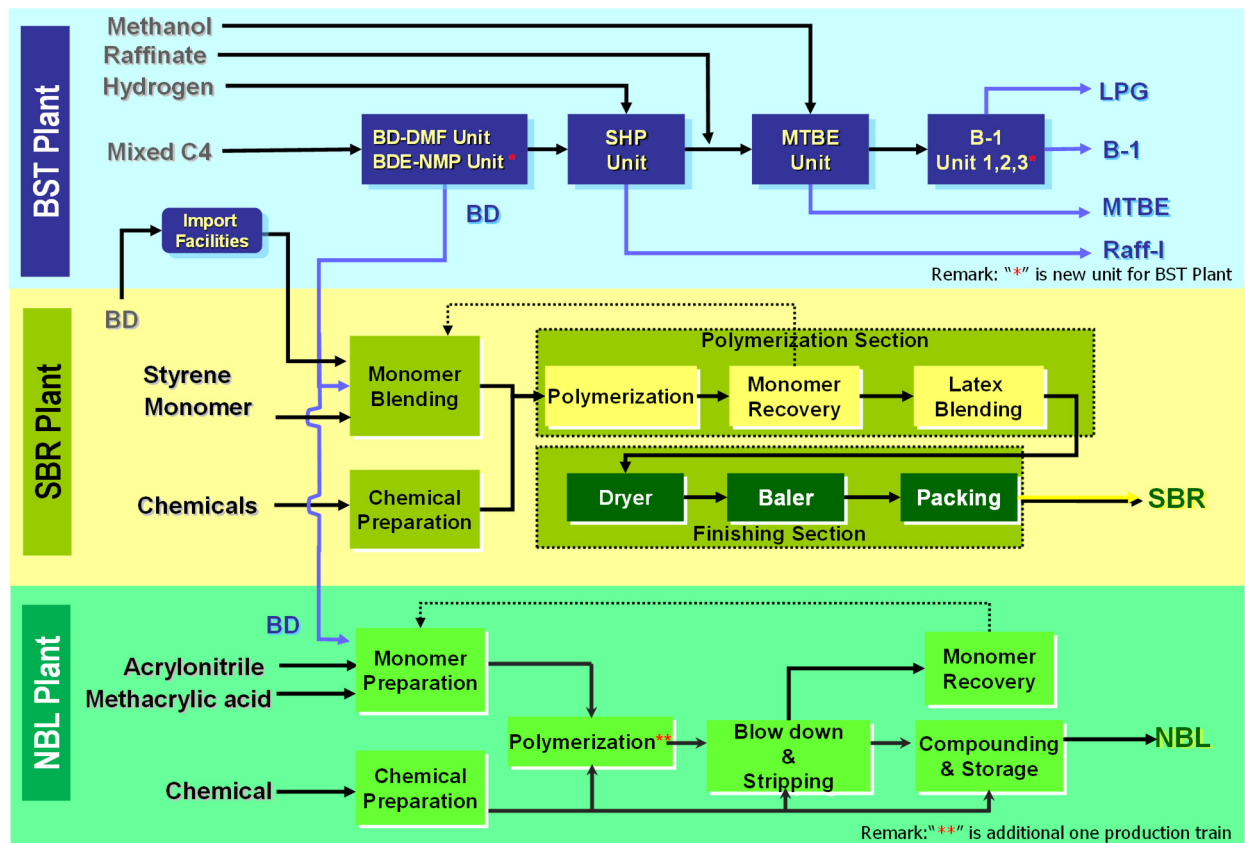 BST Plant
Methanol
Raffinate
Hydrogen
Mixed C4
BD-DMF Unit
BDE-NMP Unit *
SHP
Unit
MTBE
Unit
B-1
Unit 1,2,3*
LPG
B-1
MTBE
Raff-I
BD
Import
Facilities
Remark: "*" is new unit for BST Plant
BD
SBR Plant
Styrene
Monomer
Chemicals
Monomer
Blending
Chemical
Preparation
Polymerization Section
Polymerization
Monomer
Recovery
Latex
Blending
Dryer
Baler
Packing
Finishing Section
SBR
NBL Plant
BD
Acrylonitrile
Methacrylic acid
Chemical
Monomer
Preparation
Chemical
Preparation
Polymerization**
Blow down
&
Stripping
Monomer
Recovery
Compounding
& Storage
NBL
Remark:"**" is additional one production train